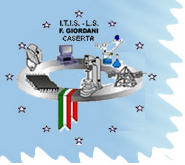 I.T.I.S. - L.S.
F. GIORDANI
CASERTA